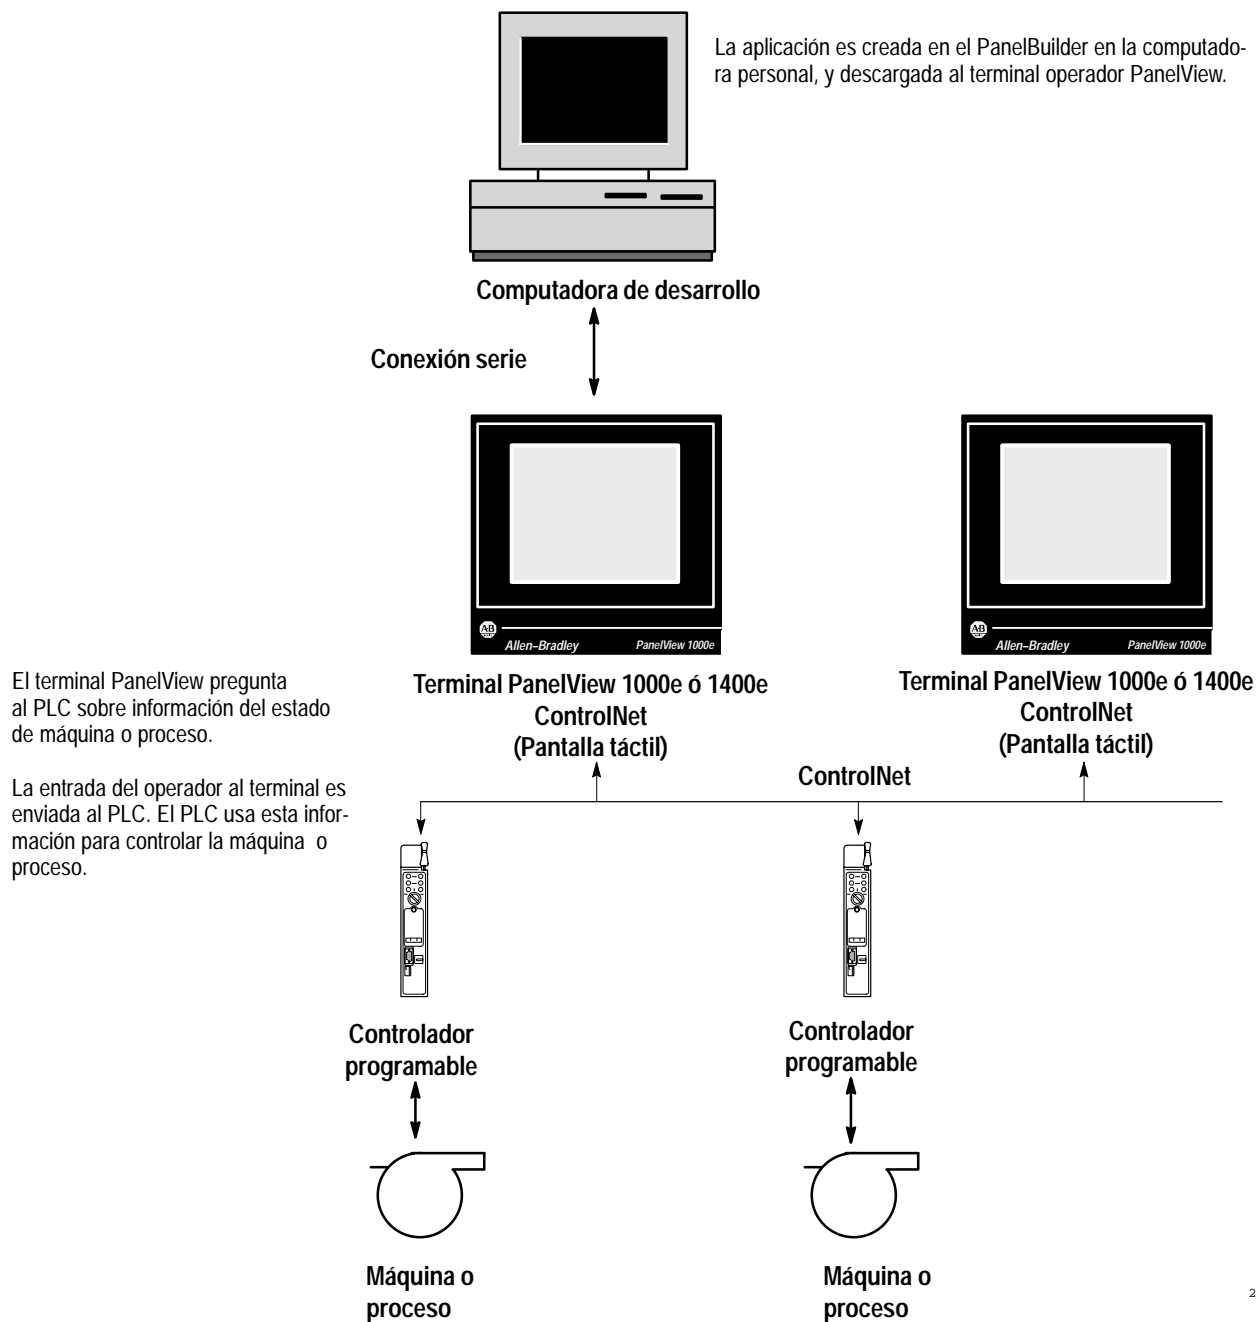 La aplicación es creada en el PanelBuilder en la computado-
ra personal, y descargada al terminal operador PanelView.
Computadora de desarrollo
Conexión serie
A·B
Allen–Bradley
PanelView 1000e
A·B
Allen–Bradley
PanelView 1000e
El terminal PanelView pregunta
al PLC sobre información del estado
de máquina o proceso.
La entrada del operador al terminal es
enviada al PLC. El PLC usa esta infor-
mación para controlar la máquina o
proceso.
Terminal PanelView 1000e ó 1400e
ControlNet
(Pantalla táctil)
Terminal PanelView 1000e ó 1400e
ControlNet
(Pantalla táctil)
ControlNet
Controlador
programable
Controlador
programable
Máquina o
proceso
Máquina o
proceso
2